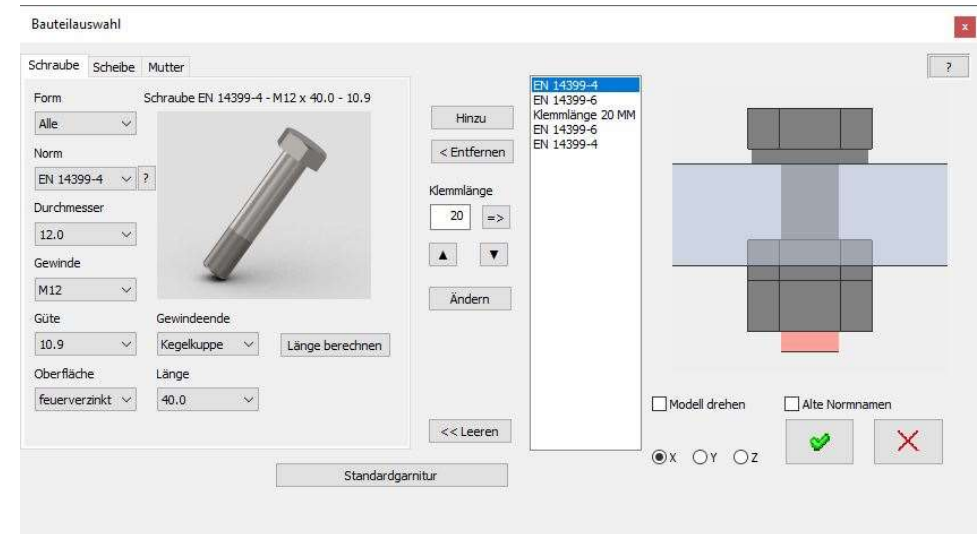 Bauteilauswahl
x
Schraube Scheibe Mutter
?
Form
Schraube EN 14399-4 - M12 x 40.0 - 10.9
Alle
Norm
EN 14399-4
?
Durchmesser
12.0
Gewinde
M12
Güte
Gewindeende
10.9
Kegelkuppe
Länge berechnen
Oberfläche
Länge
feuerverzinkt
40.0
Hinzu
< Entfernen
Klemmlänge
20
=>
▲ ▼
Ändern
<< Leeren
Standardgarnitur
EN 14399-4
EN 14399-6
Klemmlänge 20 MM
EN 14399-6
EN 14399-4
Modell drehen
Alte Normnamen
X Y Z